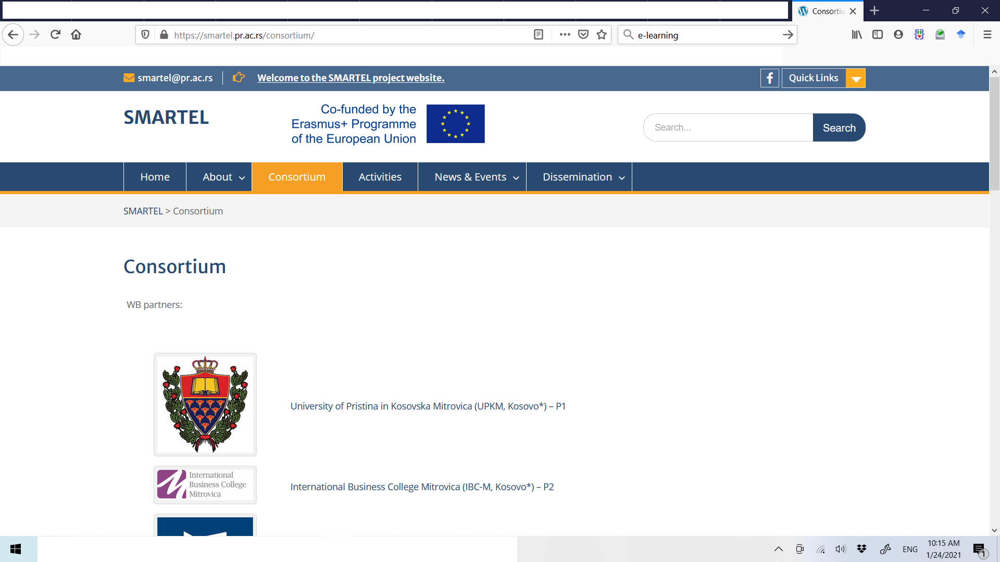 Consortiu
https://smartel.pr.ac.rs/consortium/
e-learning
smartel@pr.ac.rs
Welcome to the SMARTEL project website.
Quick Links
SMARTEL
Co-funded by the
Erasmus+ Programme
of the European Union
Search...
Search
Home
About
Consortium
Activities
News & Events
Dissemination
SMARTEL > Consortium
Consortium
WB partners:
University of Pristina in Kosovska Mitrovica (UPKM, Kosovo*) – P1
International
Business College
Mitrovica
International Business College Mitrovica (IBC-M, Kosovo*) – P2
ENG
10:15 AM
1/24/2021
1